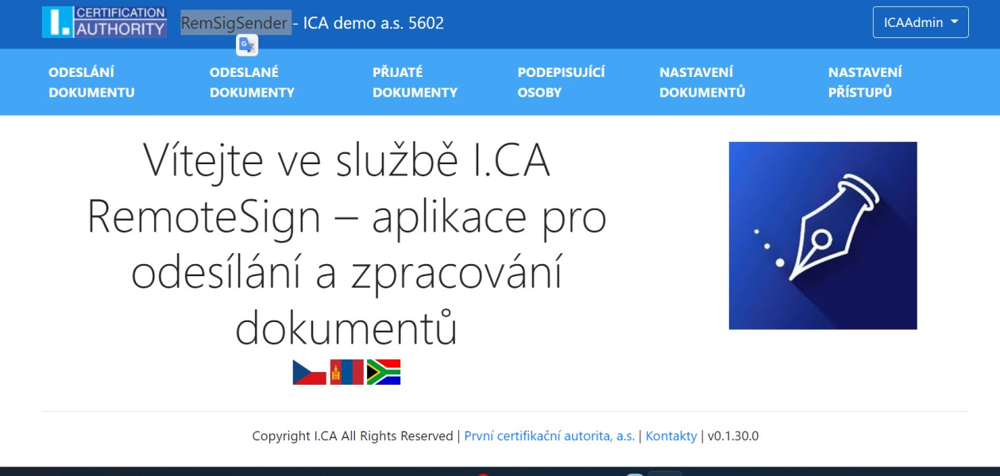 I. CERTIFICATION AUTHORITY
RemSigSender - ICA demo a.s. 5602
ICAAdmin
ODESLÁNÍ DOKUMENTU
ODESLANÉ DOKUMENTY
PŘIJATÉ DOKUMENTY
PODEPISUJÍCÍ OSOBY
NASTAVENÍ DOKUMENTŮ
NASTAVENÍ PŘÍSTUPŮ
Vítejte ve službě I.CA
RemoteSign – aplikace pro
odesílání a zpracování
dokumentů
Copyright I.CA All Rights Reserved | První certifikační autorita, a.s. | Kontakty | v0.1.30.0